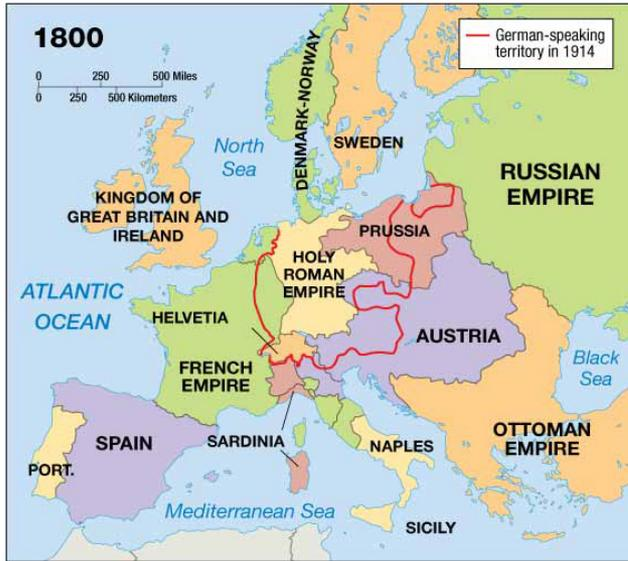 1800
German-speaking
territory in 1914
0 250 500 Miles
0 250 500 Kilometers
North
Sea
DENMARK-NORWAY
SWEDEN
RUSSIAN
EMPIRE
KINGDOM OF
GREAT BRITAIN AND
IRELAND
PRUSSIA
HOLY
ROMAN
EMPIRE
ATLANTIC
OCEAN
HELVETIA
AUSTRIA
FRENCH
EMPIRE
Black
Sea
SPAIN
SARDINIA
NAPLES
OTTOMAN
EMPIRE
PORT.
Mediterranean Sea
SICILY